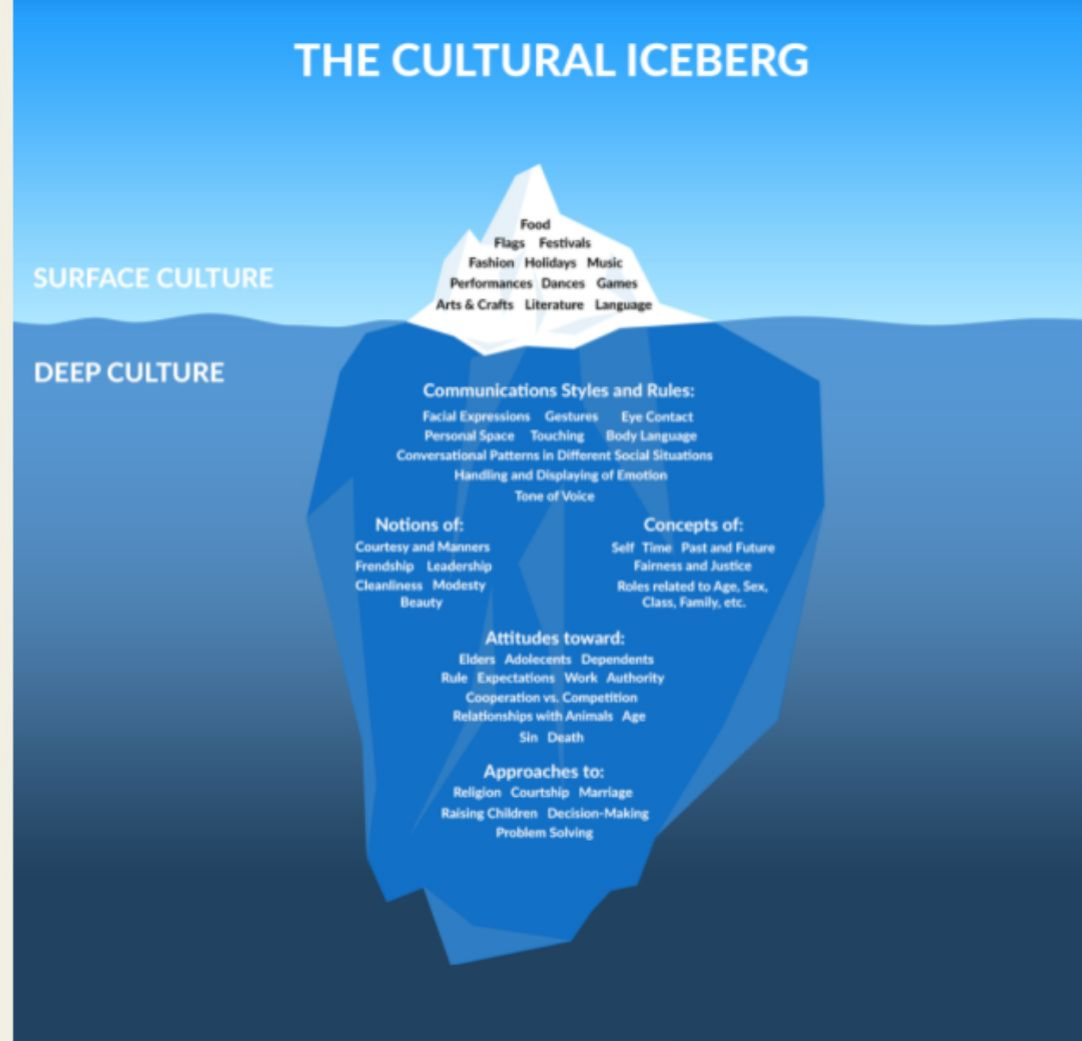 THE CULTURAL ICEBERG
Food
Flags Festivals
Fashion Holidays Music
Performances Dances Games
Arts & Crafts Literature Language
SURFACE CULTURE
DEEP CULTURE
Communications Styles and Rules:
Facial Expressions Gestures Eye Contact
Personal Space Touching Body Language
Conversational Patterns in Different Social Situations
Handling and Displaying of Emotion
Tone of Voice
Notions of:
Courtesy and Manners
Frendship Leadership
Cleanliness Modesty
Beauty
Concepts of:
Self Time Past and Future
Fairness and Justice
Roles related to Age, Sex,
Class, Family, etc.
Attitudes toward:
Elders Adolecents Dependents
Rule Expectations Work Authority
Cooperation vs. Competition
Relationships with Animals Age
Sin Death
Approaches to:
Religion Courtship Marriage
Raising Children Decision-Making
Problem Solving